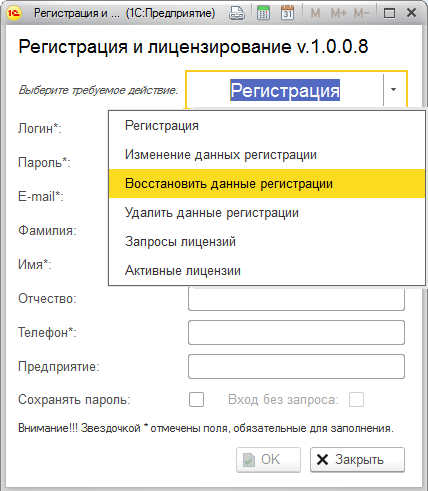 Регистрация и ... (1С:Предприятие)
M M+ M-
31
Регистрация и лицензирование v.1.0.0.8
Выберите требуемое действие. Регистрация
Логин*:
Регистрация
Изменение данных регистрации
Пароль*:
Восстановить данные регистрации
E-mail*:
Удалить данные регистрации
Фамилия:
Запросы лицензий
Имя*:
Активные лицензии
Отчество:
Телефон*:
Предприятие:
Сохранять пароль: Вход без запроса:
Внимание!!! Звездочкой * отмечены поля, обязательные для заполнения.
OK Закрыть